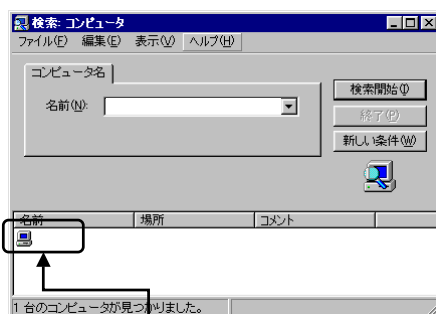 検索: コンピュータ
ファイル(F) 編集(E) 表示(V) ヘルプ(H)
コンピュータ名
名前(N):
検索開始(I)
終了(P)
新しい条件(W)
名前 場所 コメント
1 台のコンピュータが見つかりました。